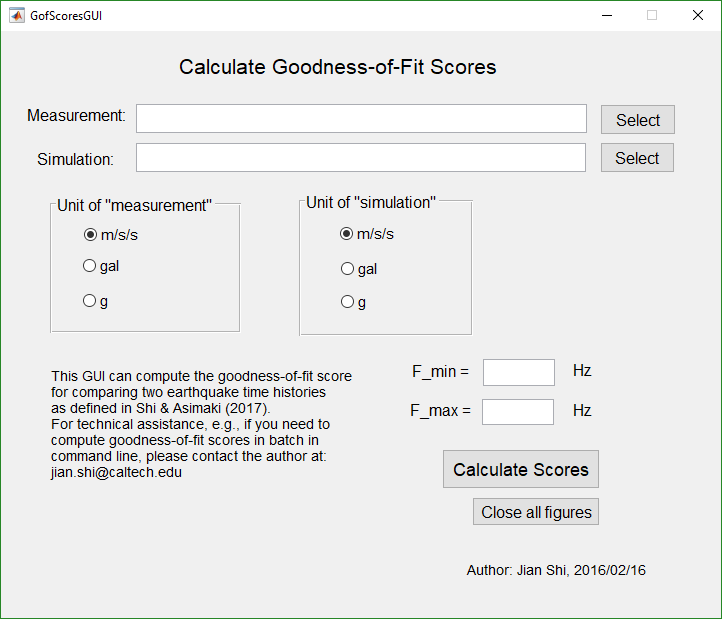 GofScoresGUI
Calculate Goodness-of-Fit Scores
Measurement:
Select
Simulation:
Select
Unit of "measurement"
m/s/s
gal
g
Unit of "simulation"
m/s/s
gal
g
This GUI can compute the goodness-of-fit score
for comparing two earthquake time histories
as defined in Shi & Asimaki (2017).
For technical assistance, e.g., if you need to
compute goodness-of-fit scores in batch in
command line, please contact the author at:
jian.shi@caltech.edu
F_min = Hz
F_max = Hz
Calculate Scores
Close all figures
Author: Jian Shi, 2016/02/16